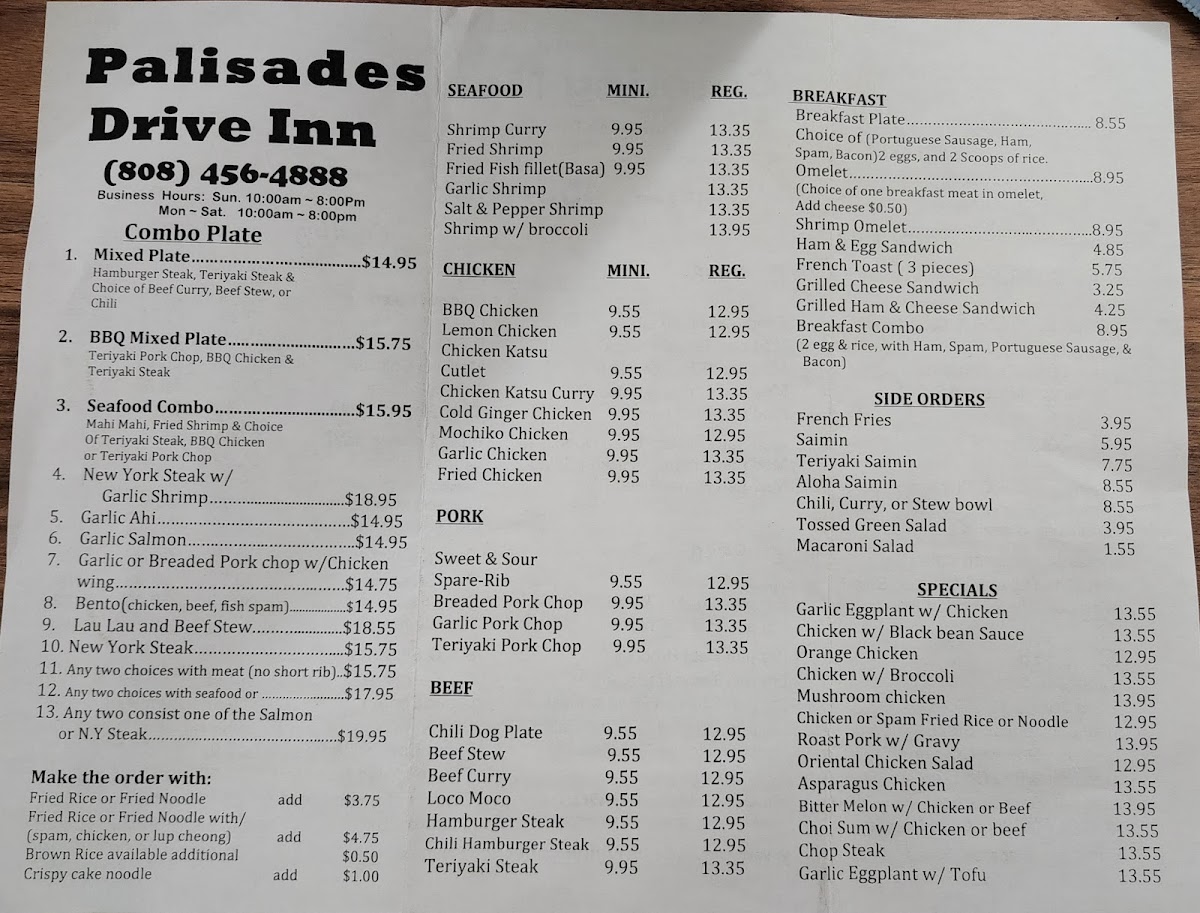 Palisades
Drive Inn
(808) 456-4888
Business Hours: Sun. 10:00am ~ 8:00Pm
Mon ~ Sat. 10:00am ~ 8:00pm
Combo Plate
1. Mixed Plate..........................................$14.95
Hamburger Steak, Teriyaki Steak &
Choice of Beef Curry, Beef Stew, or
Chili
2. BBQ Mixed Plate...............................$15.75
Teriyaki Pork Chop, BBQ Chicken &
Teriyaki Steak
3. Seafood Combo..................................$15.95
Mahi Mahi, Fried Shrimp & Choice
Of Teriyaki Steak, BBQ Chicken
or Teriyaki Pork Chop
4. New York Steak w/
Garlic Shrimp.................................$18.95
5. Garlic Ahi...............................................$14.95
6. Garlic Salmon.........................................$14.95
7. Garlic or Breaded Pork chop w/Chicken
wing........................................................$14.75
8. Bento(chicken, beef, fish spam)..................$14.95
9. Lau Lau and Beef Stew......................$18.55
10. New York Steak....................................$15.75
11. Any two choices with meat (no short rib)..$15.75
12. Any two choices with seafood or ......................$17.95
13. Any two consist one of the Salmon
or N.Y Steak..............................................$19.95
Make the order with:
Fried Rice or Fried Noodle add $3.75
Fried Rice or Fried Noodle with/
(spam, chicken, or lup cheong) add $4.75
Brown Rice available additional $0.50
Crispy cake noodle add $1.00
SEAFOOD MINI. REG.
Shrimp Curry 9.95 13.35
Fried Shrimp 9.95 13.35
Fried Fish fillet(Basa) 9.95 13.35
Garlic Shrimp 13.35
Salt & Pepper Shrimp 13.35
Shrimp w/ broccoli 13.95
CHICKEN MINI. REG.
BBQ Chicken 9.55 12.95
Lemon Chicken 9.55 12.95
Chicken Katsu
Cutlet 9.55 12.95
Chicken Katsu Curry 9.95 13.35
Cold Ginger Chicken 9.95 13.35
Mochiko Chicken 9.95 12.95
Garlic Chicken 9.95 13.35
Fried Chicken 9.95 13.35
PORK
Sweet & Sour
Spare-Rib 9.55 12.95
Breaded Pork Chop 9.95 13.35
Garlic Pork Chop 9.95 13.35
Teriyaki Pork Chop 9.95 13.35
BEEF
Chili Dog Plate 9.55 12.95
Beef Stew 9.55 12.95
Beef Curry 9.55 12.95
Loco Moco 9.55 12.95
Hamburger Steak 9.55 12.95
Chili Hamburger Steak 9.55 12.95
Teriyaki Steak 9.95 13.35
BREAKFAST
Breakfast Plate............................................ 8.55
Choice of (Portuguese Sausage, Ham,
Spam, Bacon)2 eggs, and 2 Scoops of rice.
Omelet..........................................................8.95
(Choice of one breakfast meat in omelet,
Add cheese $0.50)
Shrimp Omelet............................................8.95
Ham & Egg Sandwich 4.85
French Toast ( 3 pieces) 5.75
Grilled Cheese Sandwich 3.25
Grilled Ham & Cheese Sandwich 4.25
Breakfast Combo 8.95
(2 egg & rice, with Ham, Spam, Portuguese Sausage, &
Bacon)
SIDE ORDERS
French Fries 3.95
Saimin 5.95
Teriyaki Saimin 7.75
Aloha Saimin 8.55
Chili, Curry, or Stew bowl 8.55
Tossed Green Salad 3.95
Macaroni Salad 1.55
SPECIALS
Garlic Eggplant w/ Chicken 13.55
Chicken w/ Black bean Sauce 13.55
Orange Chicken 12.95
Chicken w/ Broccoli 13.55
Mushroom chicken 13.95
Chicken or Spam Fried Rice or Noodle 12.95
Roast Pork w/ Gravy 13.95
Oriental Chicken Salad 12.95
Asparagus Chicken 13.55
Bitter Melon w/ Chicken or Beef 13.95
Choi Sum w/ Chicken or beef 13.55
Chop Steak 13.55
Garlic Eggplant w/ Tofu 13.55